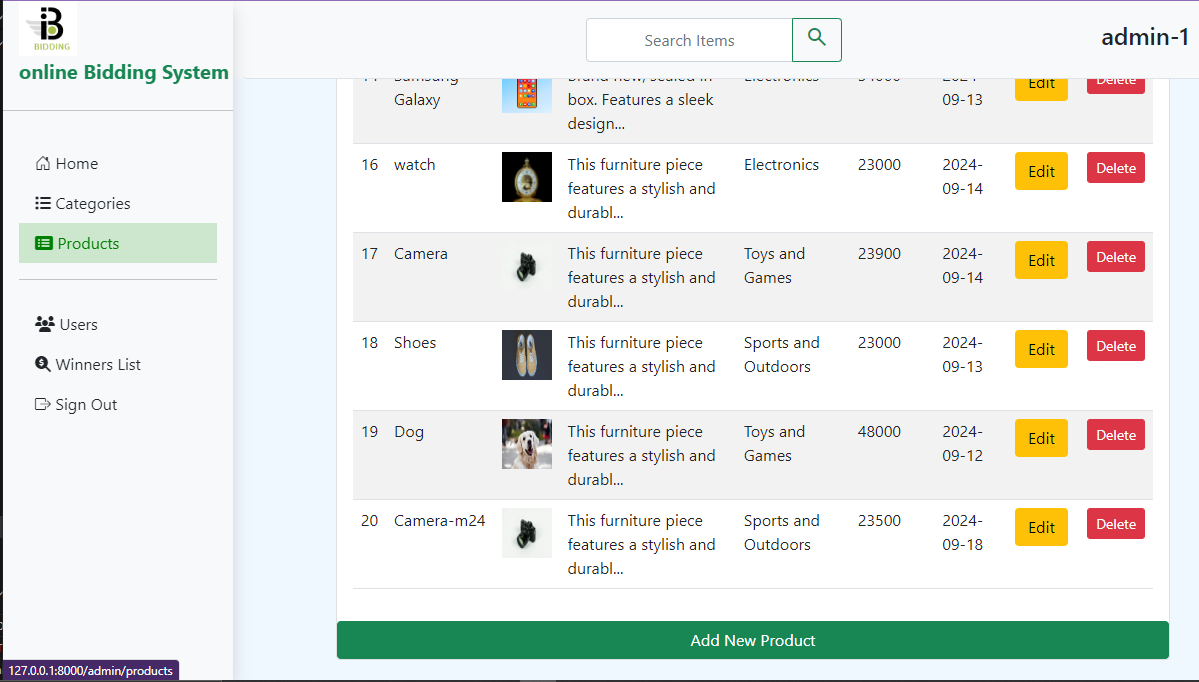 BIDDING
online Bidding System
Search Items
admin-1
Home
Categories
Products
Users
Winners List
Sign Out
Samsung Galaxy
Brand new, sealed in box. Features a sleek design...
Electronics
09-13
Edit
Delete
16 watch
This furniture piece features a stylish and durabl...
Electronics
23000
2024-09-14
Edit
Delete
17 Camera
This furniture piece features a stylish and durabl...
Toys and Games
23900
2024-09-14
Edit
Delete
18 Shoes
This furniture piece features a stylish and durabl...
Sports and Outdoors
23000
2024-09-13
Edit
Delete
19 Dog
This furniture piece features a stylish and durabl...
Toys and Games
48000
2024-09-12
Edit
Delete
20 Camera-m24
This furniture piece features a stylish and durabl...
Sports and Outdoors
23500
2024-09-18
Edit
Delete
Add New Product
127.0.0.1:8000/admin/products